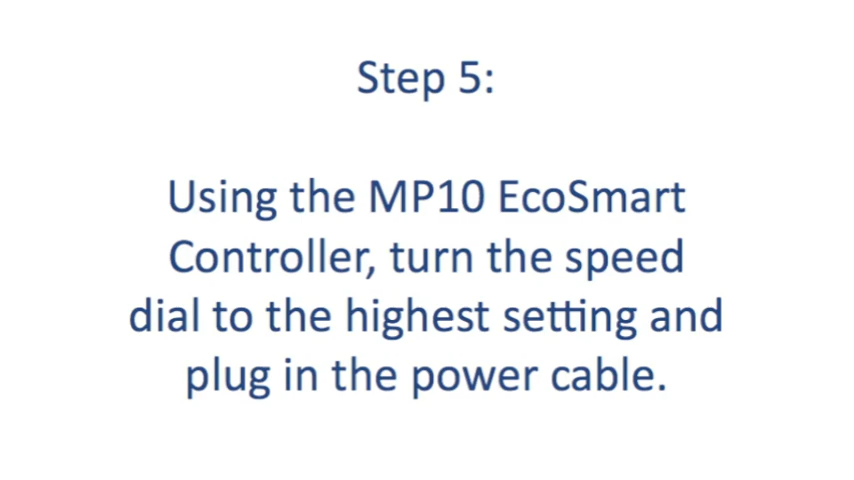 Step 5:
Using the MP10 EcoSmart
Controller, turn the speed
dial to the highest setting and
plug in the power cable.